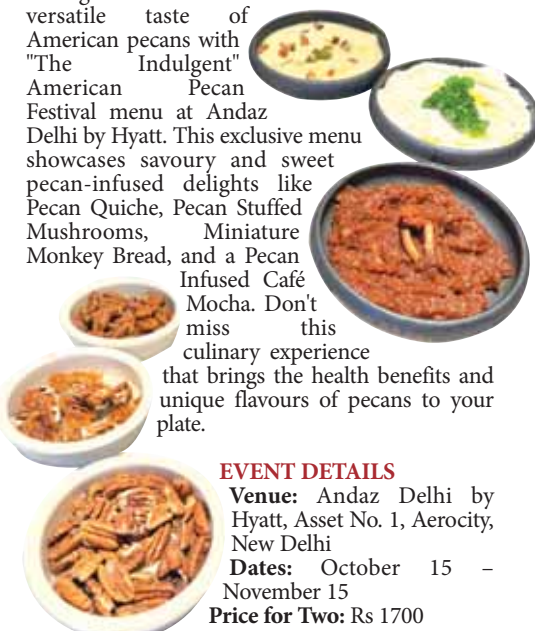 versatile taste of
American pecans with
"The Indulgent"
American Pecan
Festival menu at Andaz
Delhi by Hyatt. This exclusive menu
showcases savoury and sweet
pecan-infused delights like
Pecan Quiche, Pecan Stuffed
Mushrooms, Miniature
Monkey Bread, and a Pecan
Infused Café
Mocha. Don't
miss this
culinary experience
that brings the health benefits and
unique flavours of pecans to your
plate.
EVENT DETAILS
Venue: Andaz Delhi by
Hyatt, Asset No. 1, Aerocity,
New Delhi
Dates: October 15 –
November 15
Price for Two: Rs 1700